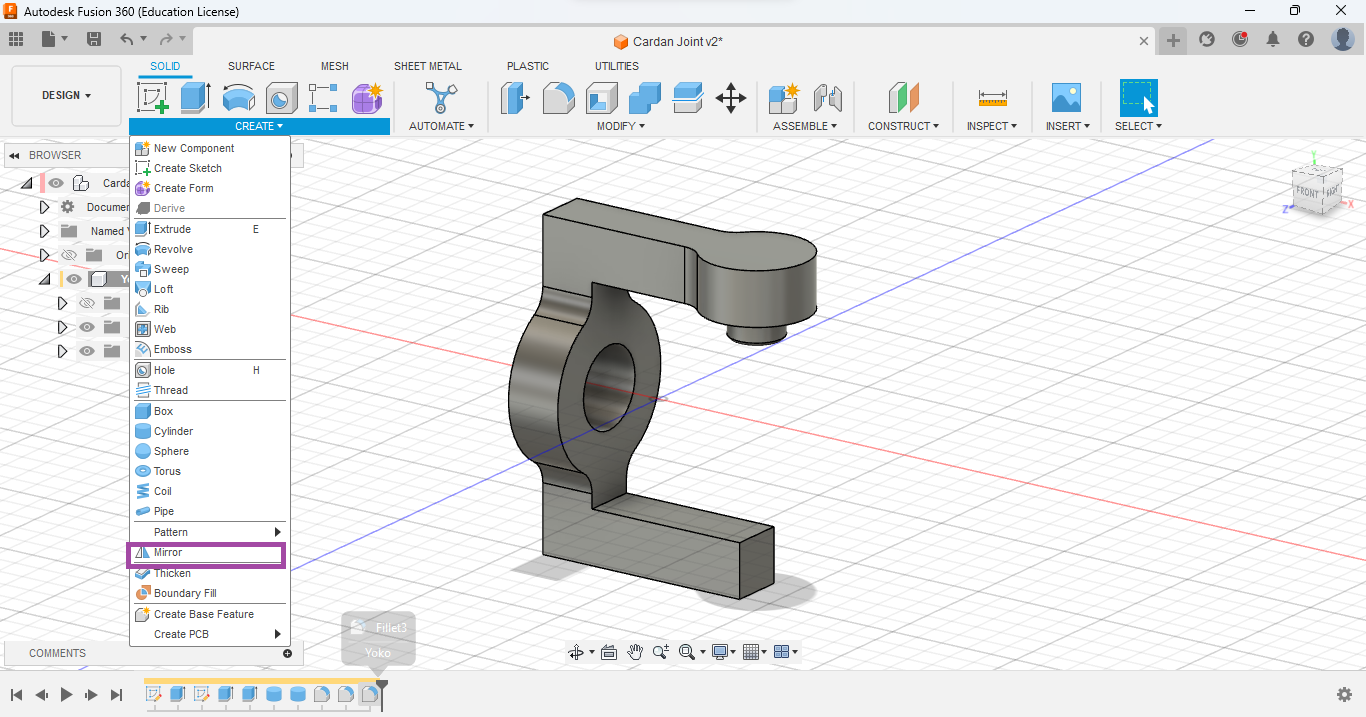 Autodesk Fusion 360 (Education License)
Cardan Joint v2*
SOLID SURFACE MESH SHEET METAL PLASTIC UTILITIES
DESIGN
CREATE AUTOMATE MODIFY ASSEMBLE CONSTRUCT INSPECT INSERT SELECT
BROWSER
New Component
Create Sketch
Create Form
Derive
Extrude E
Revolve
Sweep
Loft
Rib
Web
Emboss
Hole H
Thread
Box
Cylinder
Sphere
Torus
Coil
Pipe
Pattern
Mirror
Thicken
Boundary Fill
Create Base Feature
Create PCB
Carda
Documen
Named V
Or
Yo
Y
FRONT
Z
X
COMMENTS
Fillet3
Yoko